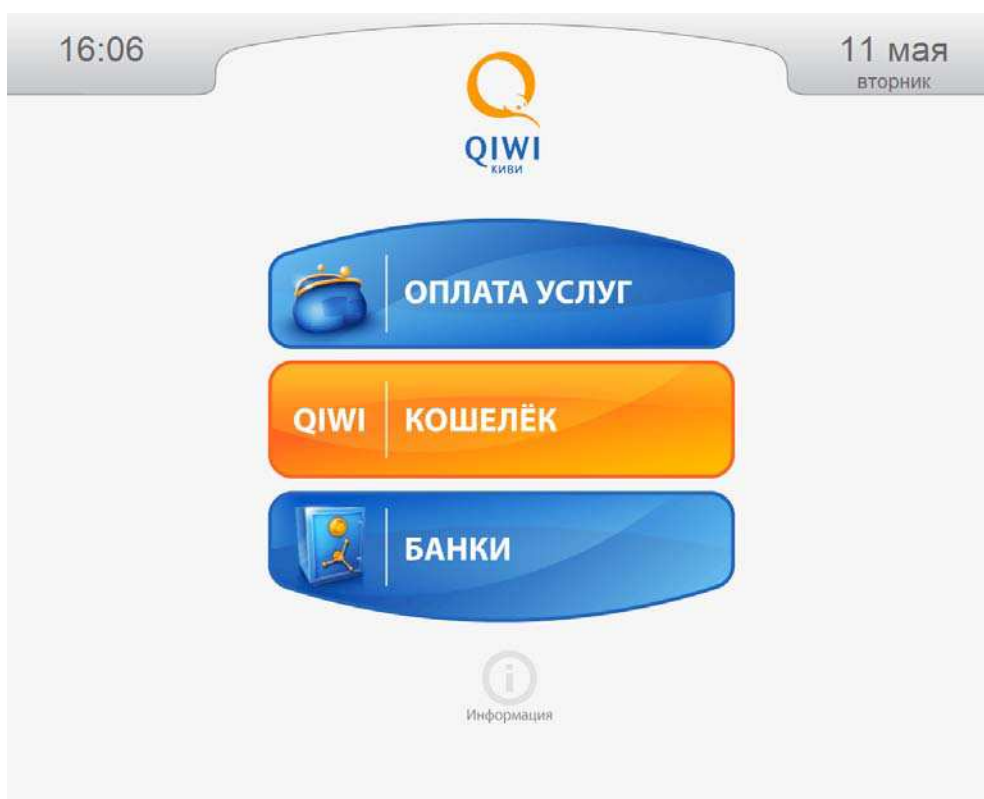 16:06
11 мая
вторник
QIWI
КИВИ
ОПЛАТА УСЛУГ
QIWI КОШЕЛЁК
БАНКИ
Информация